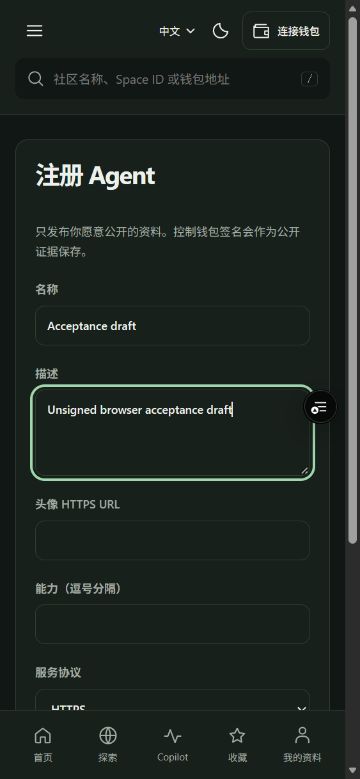 中文
连接钱包
社区名称、Space ID 或钱包地址
/
注册 Agent
只发布你愿意公开的资料。控制钱包签名会作为公开
证据保存。
名称
Acceptance draft
描述
Unsigned browser acceptance draft
头像 HTTPS URL
能力（逗号分隔）
服务协议
HTTPS
首页
探索
Copilot
收藏
我的资料